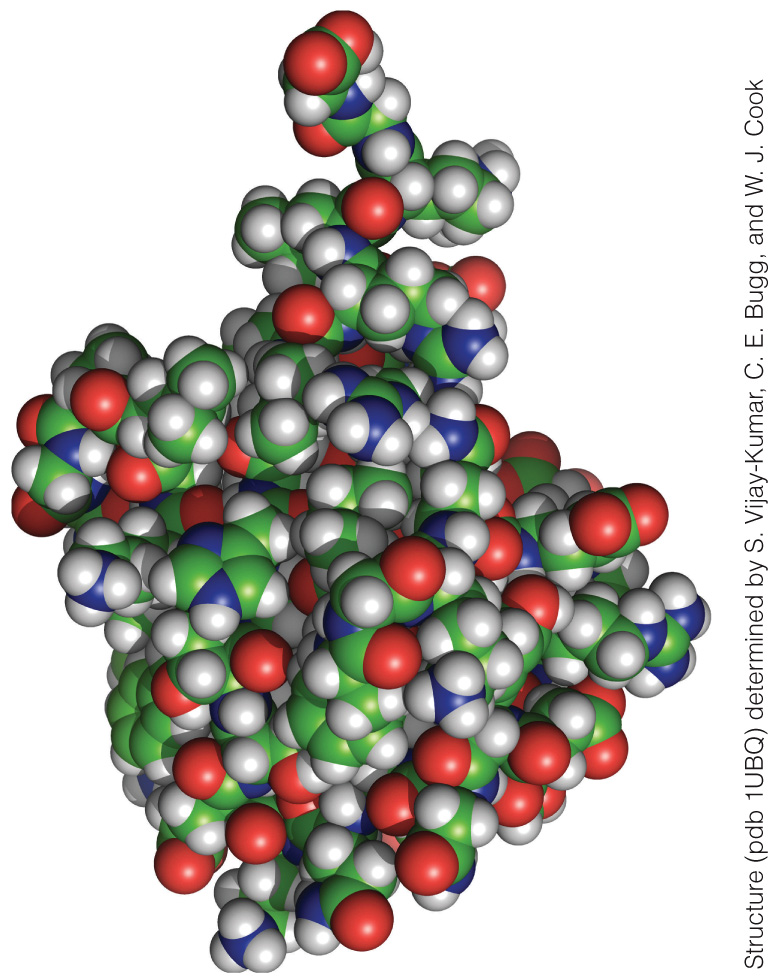 Structure (pdb 1UBQ) determined by S. Vijay-Kumar, C. E. Bugg, and W. J. Cook